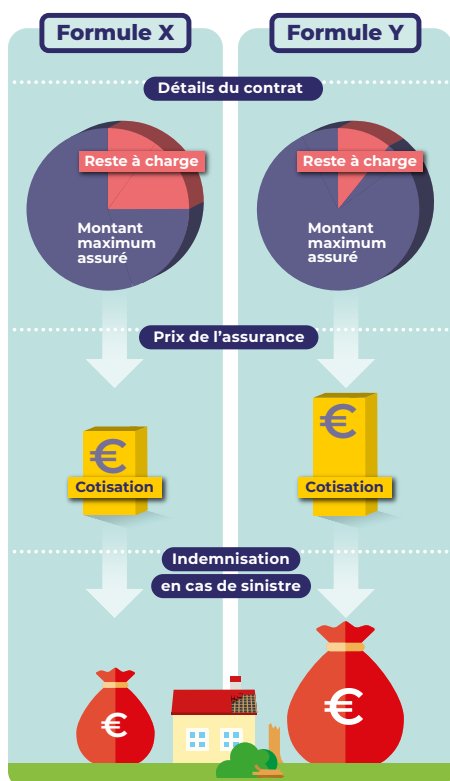 Formule X
Formule Y
Détails du contrat
Reste à charge
Reste à charge
Montant
maximum
assuré
Montant
maximum
assuré
Prix de l'assurance
€
€
Cotisation
Cotisation
Indemnisation
en cas de sinistre
€
€